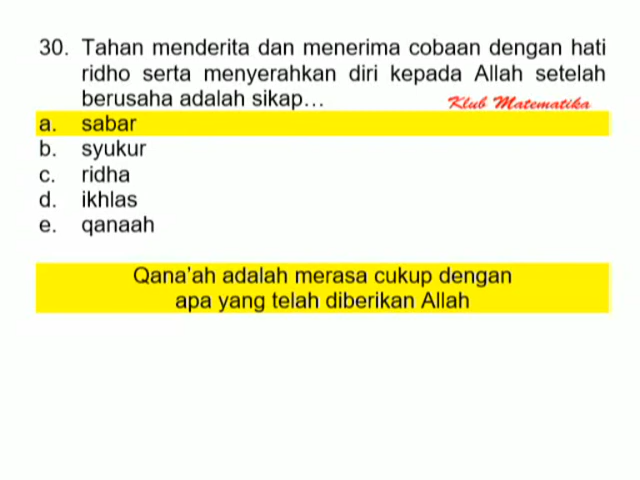 30. Tahan menderita dan menerima cobaan dengan hati
ridho serta menyerahkan diri kepada Allah setelah
berusaha adalah sikap...
Klub Matematika
a. sabar
b. syukur
c. ridha
d. ikhlas
e. qanaah
Qana'ah adalah merasa cukup dengan
apa yang telah diberikan Allah